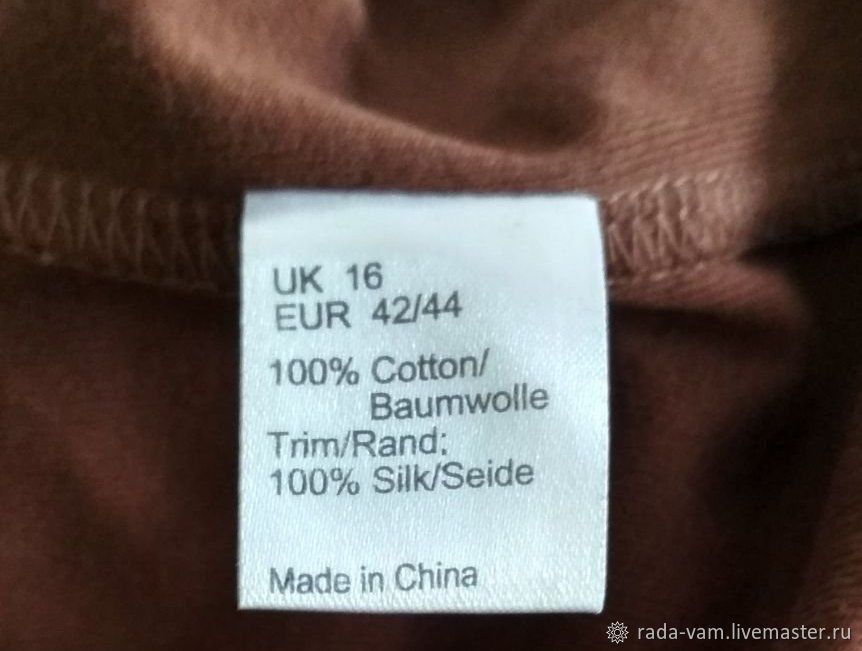 UK 16
EUR 42/44
100% Cotton/
Baumwolle
Trim/Rand:
100% Silk/Seide
Made in China
rada-vam.livemaster.ru